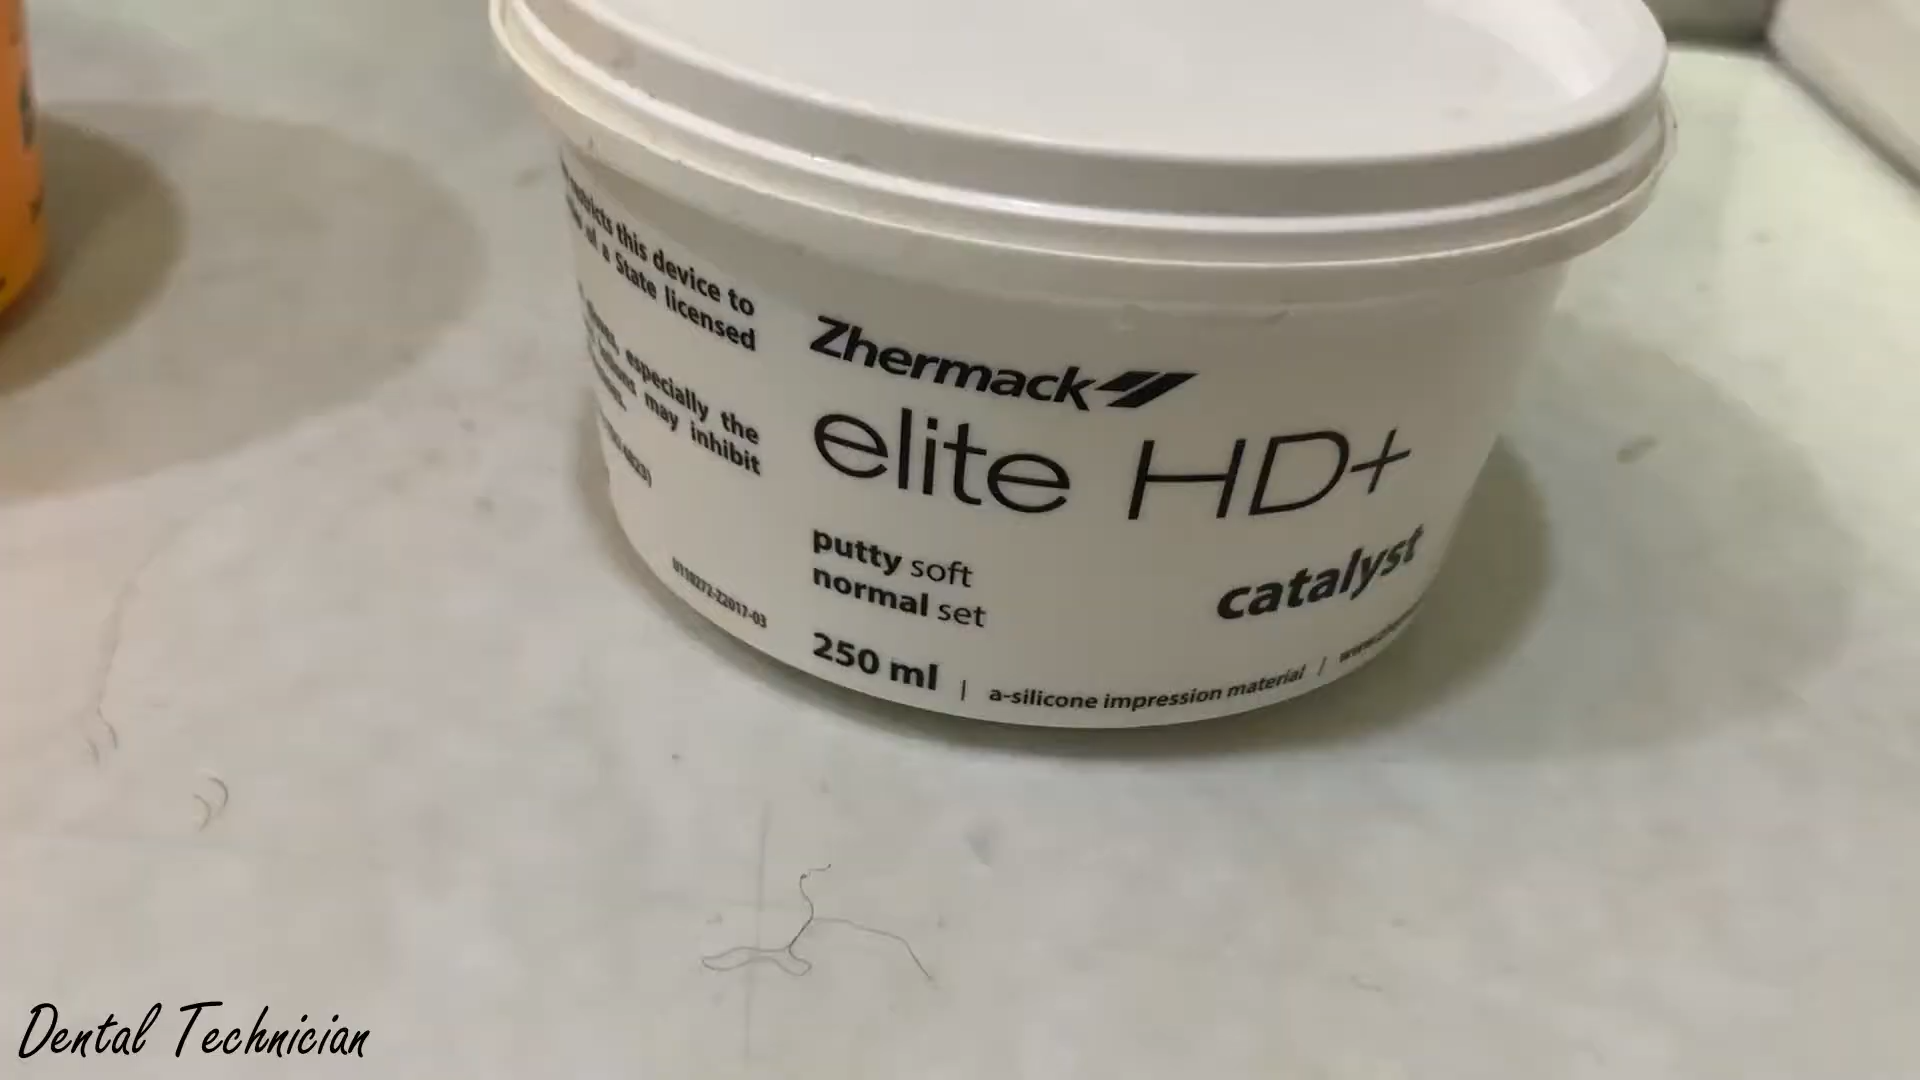 restricts this device to
of a State licensed
especially the
may inhibit
Zhermack
elite HD+
putty soft
normal set
catalyst
250 ml | a-silicone impression material |
Dental Technician